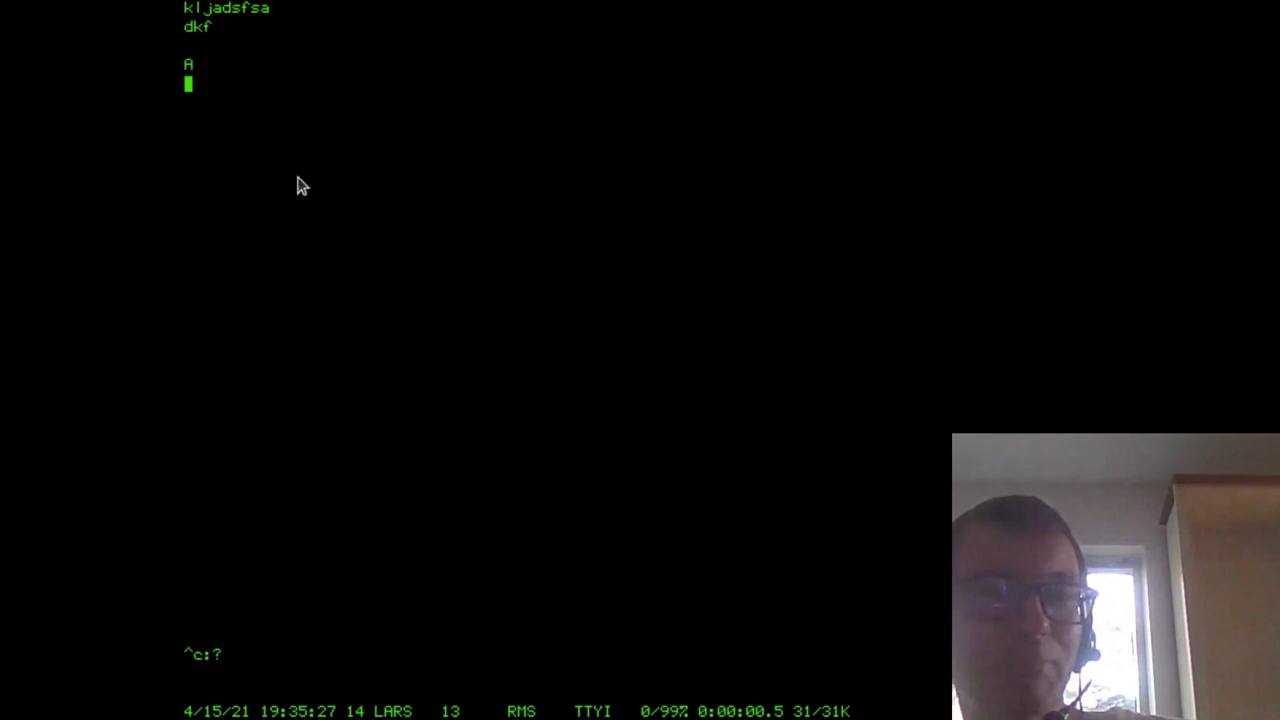 kljadsfsa
dkf
A
^c:?
4/15/21 19:35:27 14 LARS 13 RMS TTYI 0/99% 0:00:00.5 31/31K